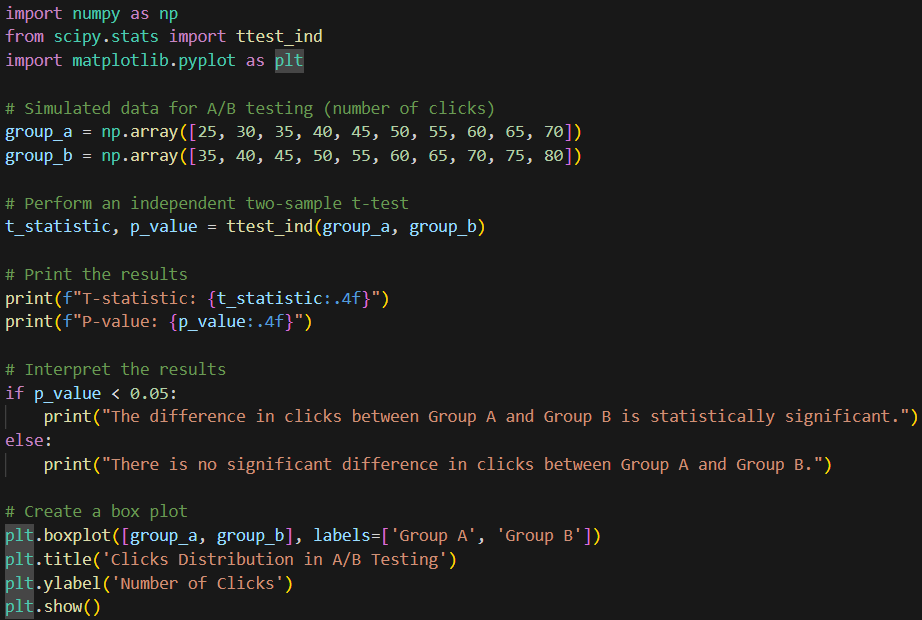 import numpy as np
from scipy.stats import ttest_ind
import matplotlib.pyplot as plt

# Simulated data for A/B testing (number of clicks)
group_a = np.array([25, 30, 35, 40, 45, 50, 55, 60, 65, 70])
group_b = np.array([35, 40, 45, 50, 55, 60, 65, 70, 75, 80])

# Perform an independent two-sample t-test
t_statistic, p_value = ttest_ind(group_a, group_b)

# Print the results
print(f"T-statistic: {t_statistic:.4f}")
print(f"P-value: {p_value:.4f}")

# Interpret the results
if p_value < 0.05:
    print("The difference in clicks between Group A and Group B is statistically significant.")
else:
    print("There is no significant difference in clicks between Group A and Group B.")

# Create a box plot
plt.boxplot([group_a, group_b], labels=['Group A', 'Group B'])
plt.title('Clicks Distribution in A/B Testing')
plt.ylabel('Number of Clicks')
plt.show()